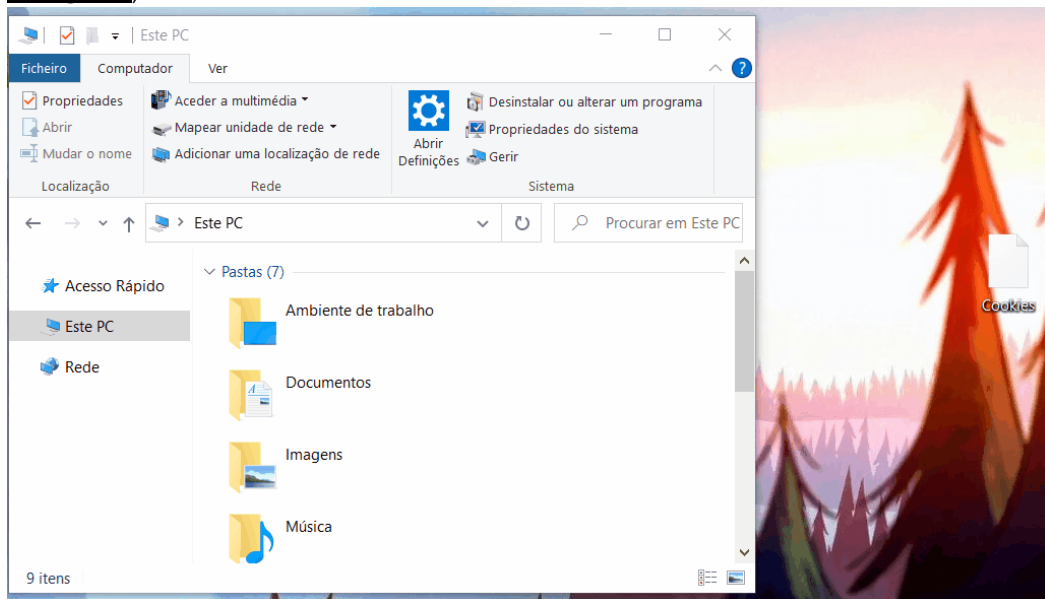 Este PC
Ficheiro Computador Ver
Propriedades
Abrir
Mudar o nome
Localização
Aceder a multimédia
Mapear unidade de rede
Adicionar uma localização de rede
Rede
Abrir
Definições
Desinstalar ou alterar um programa
Propriedades do sistema
Gerir
Sistema
Este PC
Procurar em Este PC
Acesso Rápido
Este PC
Rede
Pastas (7)
Ambiente de trabalho
Documentos
Imagens
Música
9 itens
Cookies